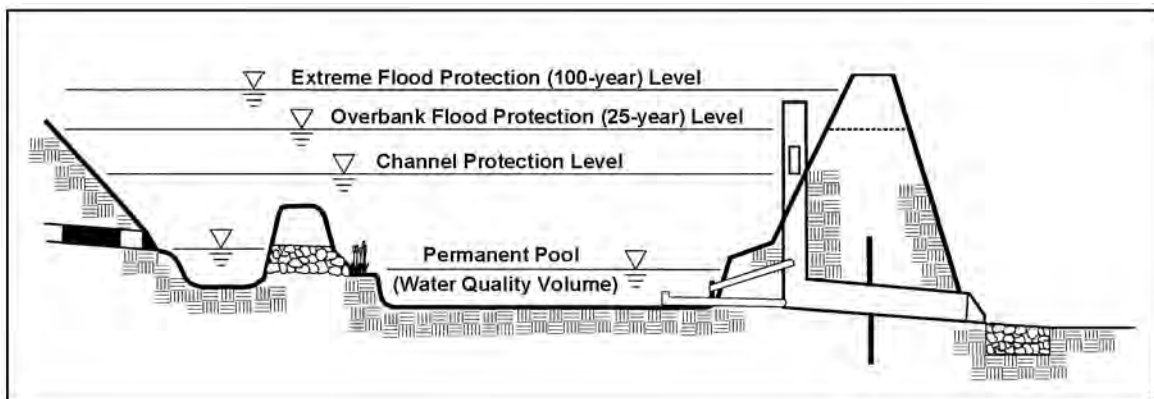 Extreme Flood Protection (100-year) Level
Overbank Flood Protection (25-year) Level
Channel Protection Level
Permanent Pool
(Water Quality Volume)